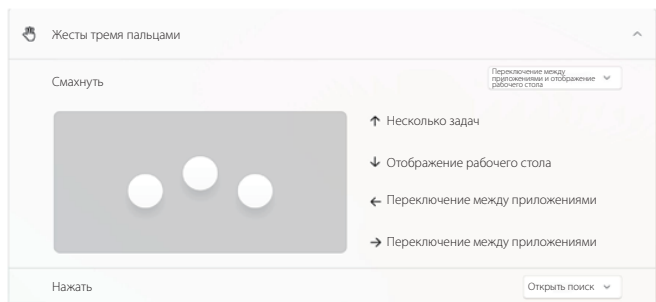 Жесты тремя пальцами
Смахнуть
Переключение между
приложениями и отображение
рабочего стола
Несколько задач
Отображение рабочего стола
Переключение между приложениями
Переключение между приложениями
Нажать
Открыть поиск